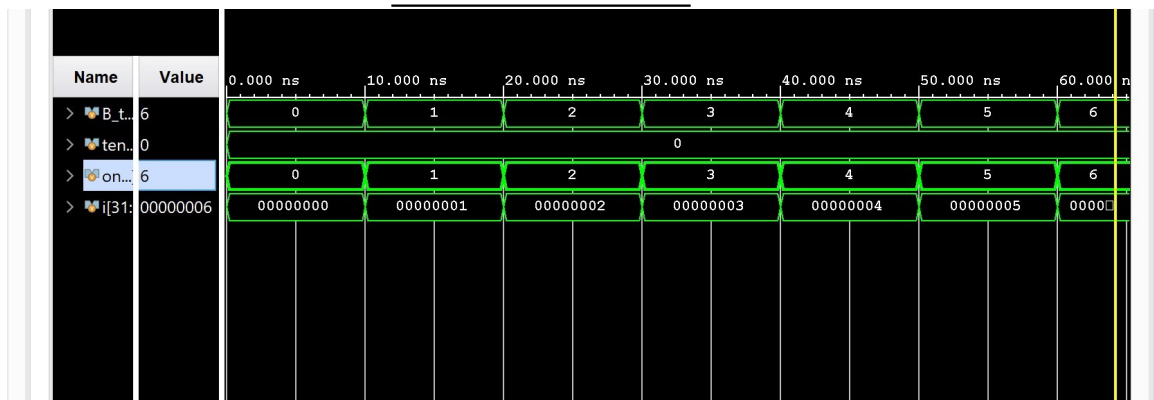 Name Value 0.000 ns 10.000 ns 20.000 ns 30.000 ns 40.000 ns 50.000 ns 60.000 n
B_t... 6 0 1 2 3 4 5 6
ten... 0 0
on... 6 0 1 2 3 4 5 6
i[31: 00000006 00000000 00000001 00000002 00000003 00000004 00000005 0000